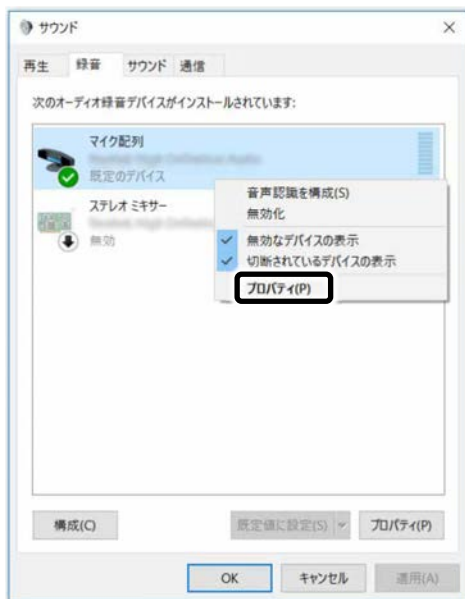 サウンド
再生 録音 サウンド 通信
次のオーディオ録音デバイスがインストールされています:
マイク配列
既定のデバイス
ステレオ ミキサー
無効
音声認識を構成(S)
無効化
無効なデバイスの表示
切断されているデバイスの表示
プロパティ(P)
構成(C) 既定値に設定(S) プロパティ(P)
OK キャンセル 適用(A)